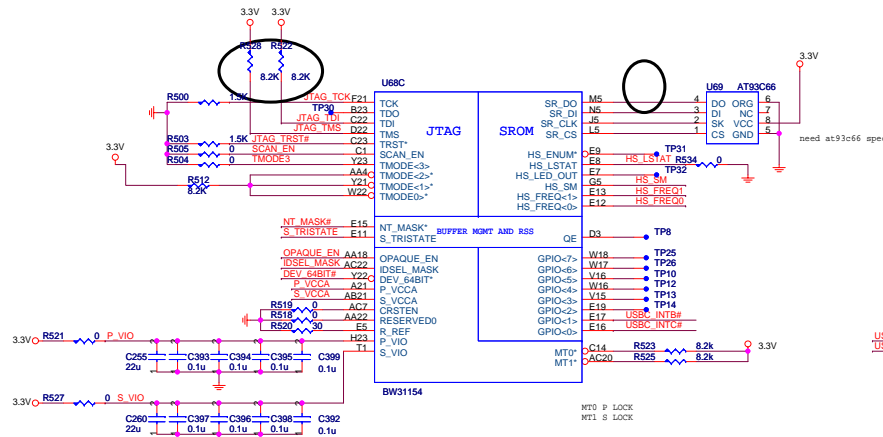 3.3V 3.3V
R528 R522
8.2K 8.2K
3.3V
U68C
U69 AT93C66
R500 1.5K JTAG_TCK F21 TCK
TP30 B23 TDO
JTAG_TDI C22 TDI
JTAG_TMS D22 TMS
R503 1.5K JTAG_TRST# C23 TRST*
R505 0 SCAN_EN C1 SCAN_EN
R504 0 TMODE3 Y23 TMODE<3>
AA4 TMODE<2>*
Y21 TMODE<1>*
W22 TMODE0>*
3.3V
R512
8.2K
JTAG SROM
SR_DO M5 4 DO ORG 6
SR_DI N5 3 DI NC 7
SR_CLK J5 2 SK VCC 8
SR_CS L5 1 CS GND 5
need at93c66 spe
HS_ENUM* E9 TP31
HS_LSTAT E8 HS_LSTAT R534 0
HS_LED_OUT E7 TP32
HS_SM G5 HS_SM
HS_FREQ<1> E13 HS_FREQ1
HS_FREQ<0> E12 HS_FREQ0
NT_MASK# E15 NT_MASK*
S_TRISTATE E11 S_TRISTATE
BUFFER MGMT AND RSS
QE D3 TP8
OPAQUE_EN AA18 OPAQUE_EN
IDSEL_MASK AC22 IDSEL_MASK
DEV_64BIT# Y22 DEV_64BIT*
P_VCCA A21 P_VCCA
S_VCCA AB21 S_VCCA
R519 0 AC7 CRSTEN
R518 0 AA22 RESERVED0
R520 30 E5 R_REF
H23 P_VIO
T1 S_VIO
GPIO<7> W18 TP25
GPIO<6> W17 TP26
GPIO<5> V16 TP10
GPIO<4> W16 TP12
GPIO<3> V15 TP13
GPIO<2> E19 TP14
GPIO<1> E17 USBC_INTB#
GPIO<0> E16 USBC_INTC#
MT0* C14 R523 8.2k 3.3V
MT1* AC20 R525 8.2k
BW31154
3.3V R521 0 P_VIO
C255 C393 C394 C395 C399
22u 0.1u 0.1u 0.1u 0.1u
3.3V R527 0 S_VIO
C260 C397 C396 C398 C392
22u 0.1u 0.1u 0.1u 0.1u
MT0 P LOCK
MT1 S LOCK